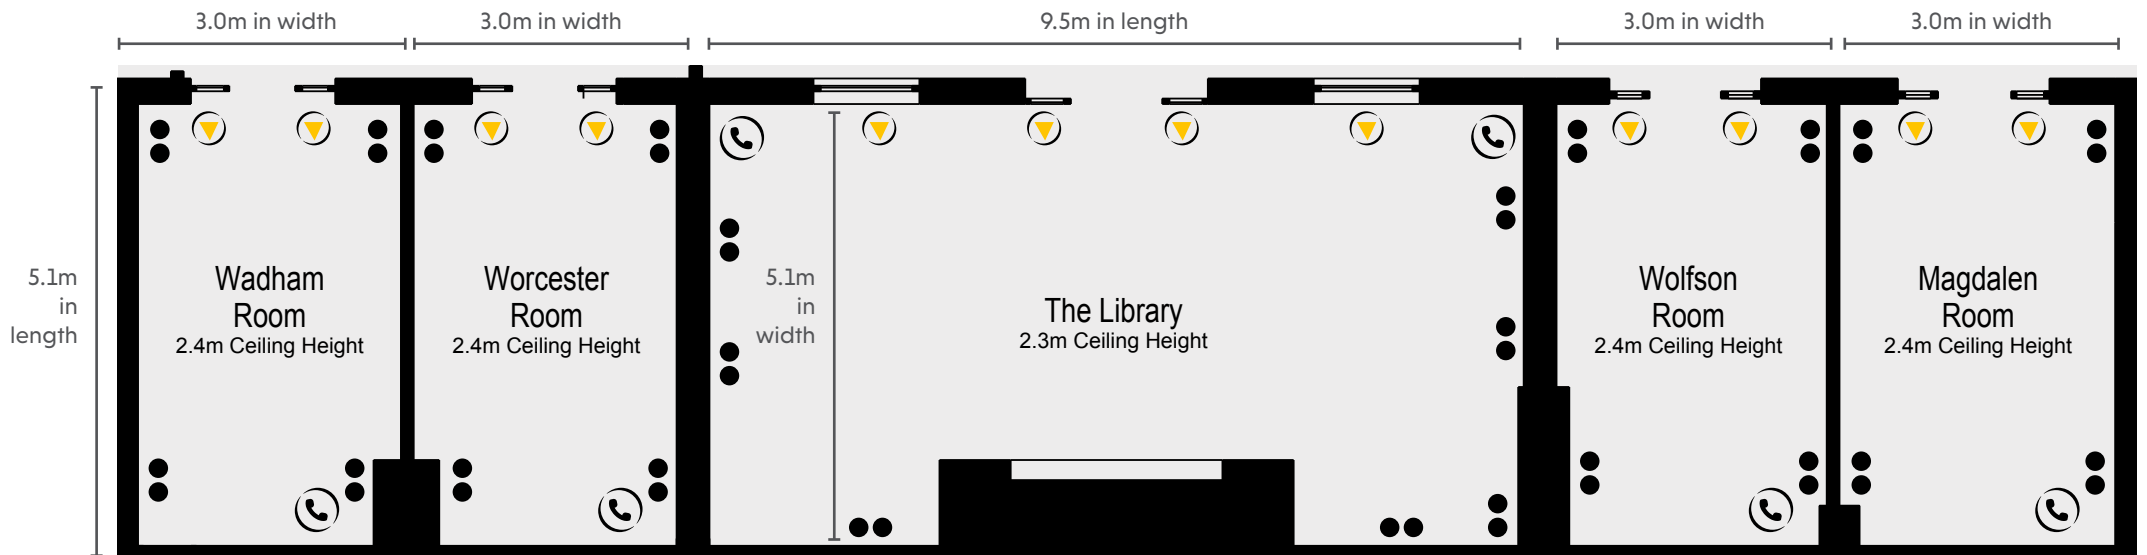 3.0m in width
3.0m in width
9.5m in length
3.0m in width
3.0m in width
5.1m
in
length
Wadham
Room
2.4m Ceiling Height
Worcester
Room
2.4m Ceiling Height
5.1m
in
width
The Library
2.3m Ceiling Height
Wolfson
Room
2.4m Ceiling Height
Magdalen
Room
2.4m Ceiling Height